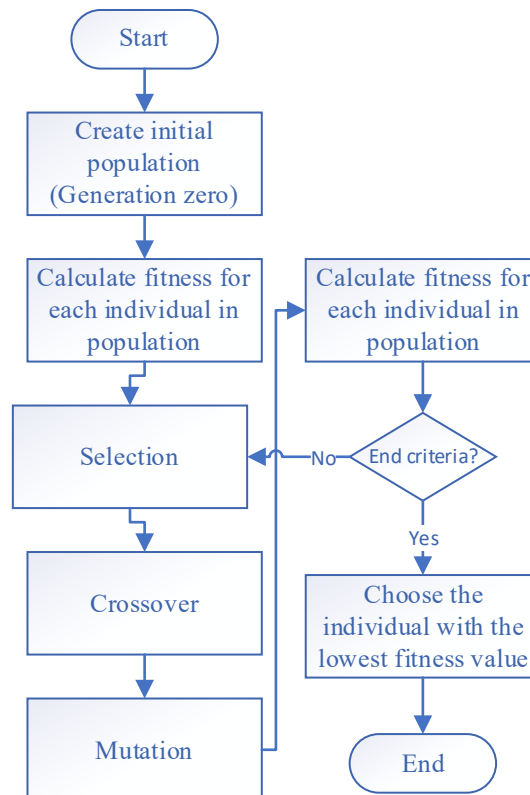 Start
Create initial
population
(Generation zero)
Calculate fitness for
each individual in
population
Selection
Crossover
Mutation
Calculate fitness for
each individual in
population
End criteria?
No
Yes
Choose the
individual with the
lowest fitness value
End